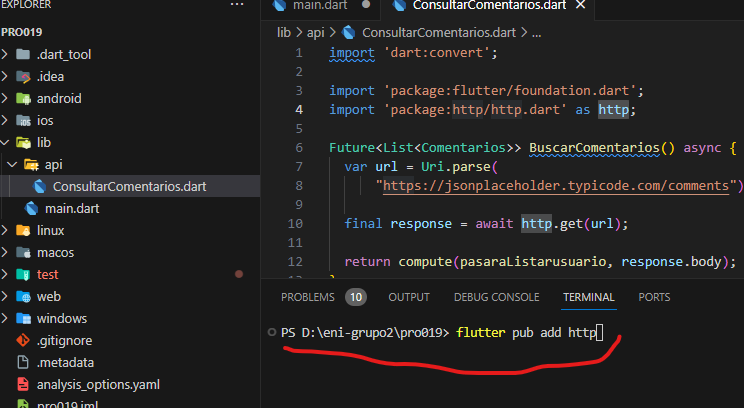 EXPLORER
...
PRO019
.dart_tool
.idea
android
ios
lib
api
ConsultarComentarios.dart
main.dart
linux
macos
test
web
windows
.gitignore
.metadata
analysis_options.yaml
pro019.iml
main.dart
ConsultarComentarios.dart
lib > api > ConsultarComentarios.dart > ...
1 import 'dart:convert';
2
3 import 'package:flutter/foundation.dart';
4 import 'package:http/http.dart' as http;
5
6 Future<List<Comentarios>> BuscarComentarios() async {
7 var url = Uri.parse(
8 "https://jsonplaceholder.typicode.com/comments")
9
10 final response = await http.get(url);
11
12 return compute(pasaraListarusuario, response.body);
PROBLEMS 10 OUTPUT DEBUG CONSOLE TERMINAL PORTS
PS D:\eni-grupo2\pro019> flutter pub add http